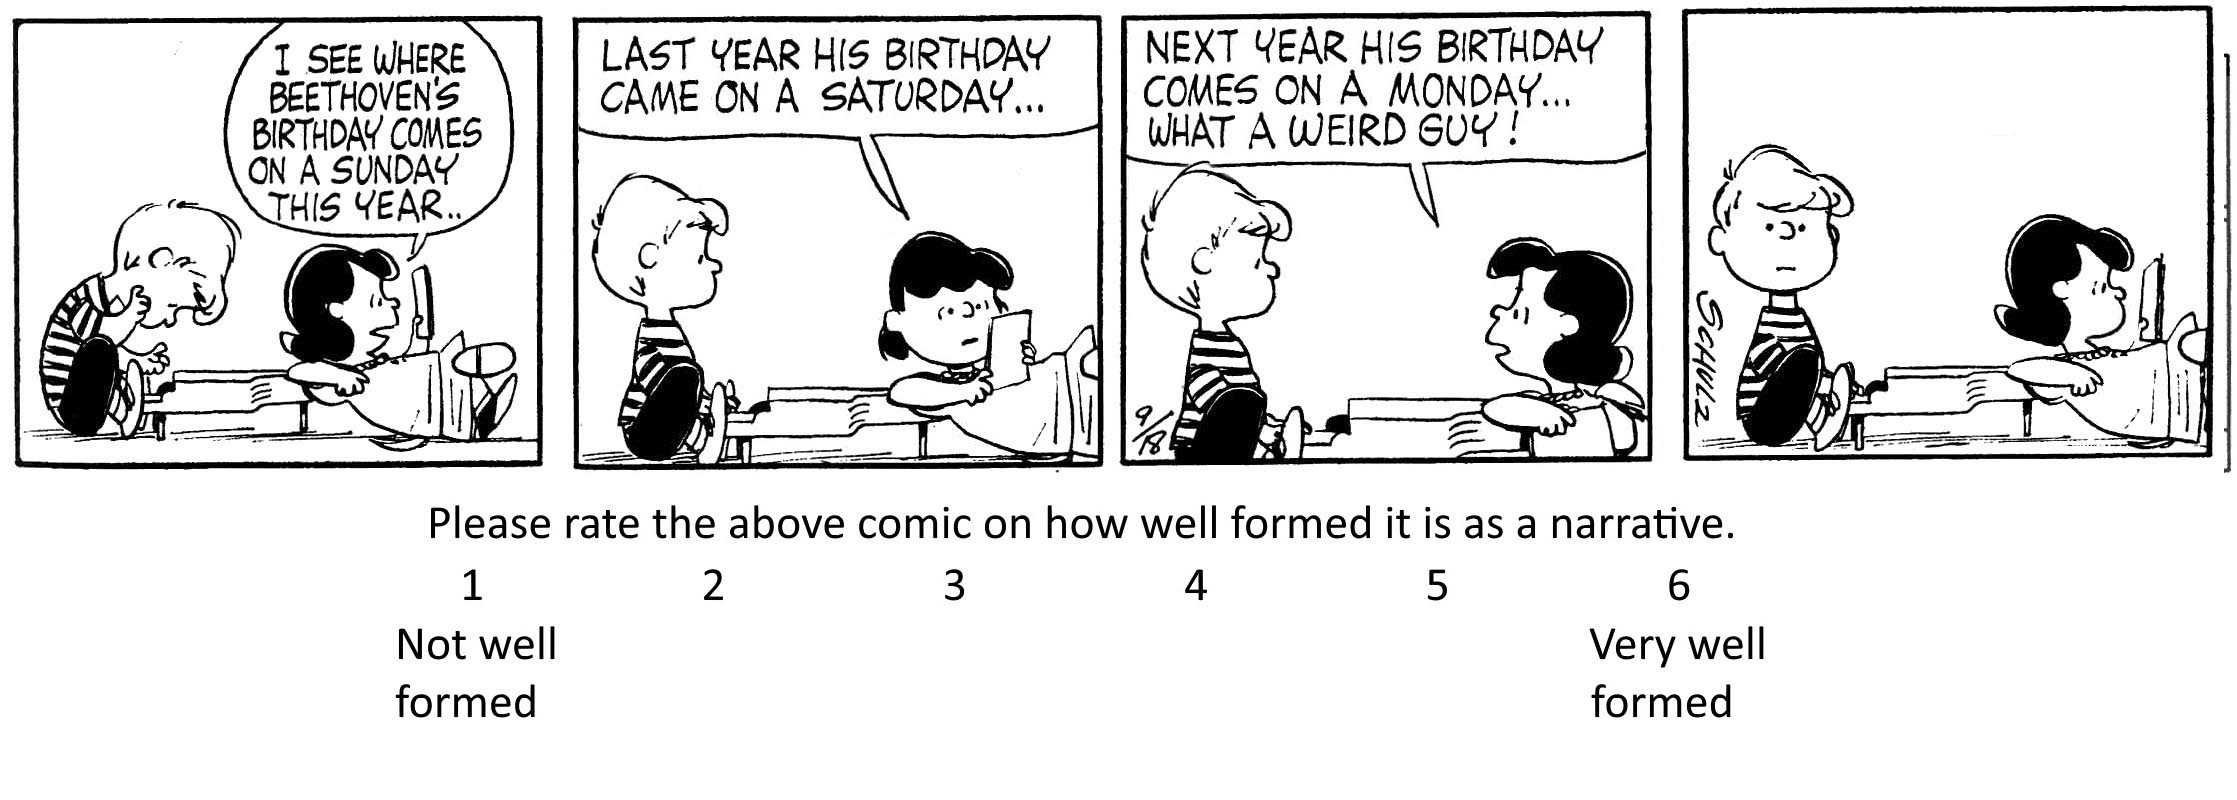 I SEE WHERE
BEETHOVEN'S
BIRTHDAY COMES
ON A SUNDAY
THIS YEAR..
LAST YEAR HIS BIRTHDAY
CAME ON A SATURDAY...
NEXT YEAR HIS BIRTHDAY
COMES ON A MONDAY...
WHAT A WEIRD GUY!
9/18
SCHULZ
Please rate the above comic on how well formed it is as a narrative.
1 2 3 4 5 6
Not well
formed
Very well
formed